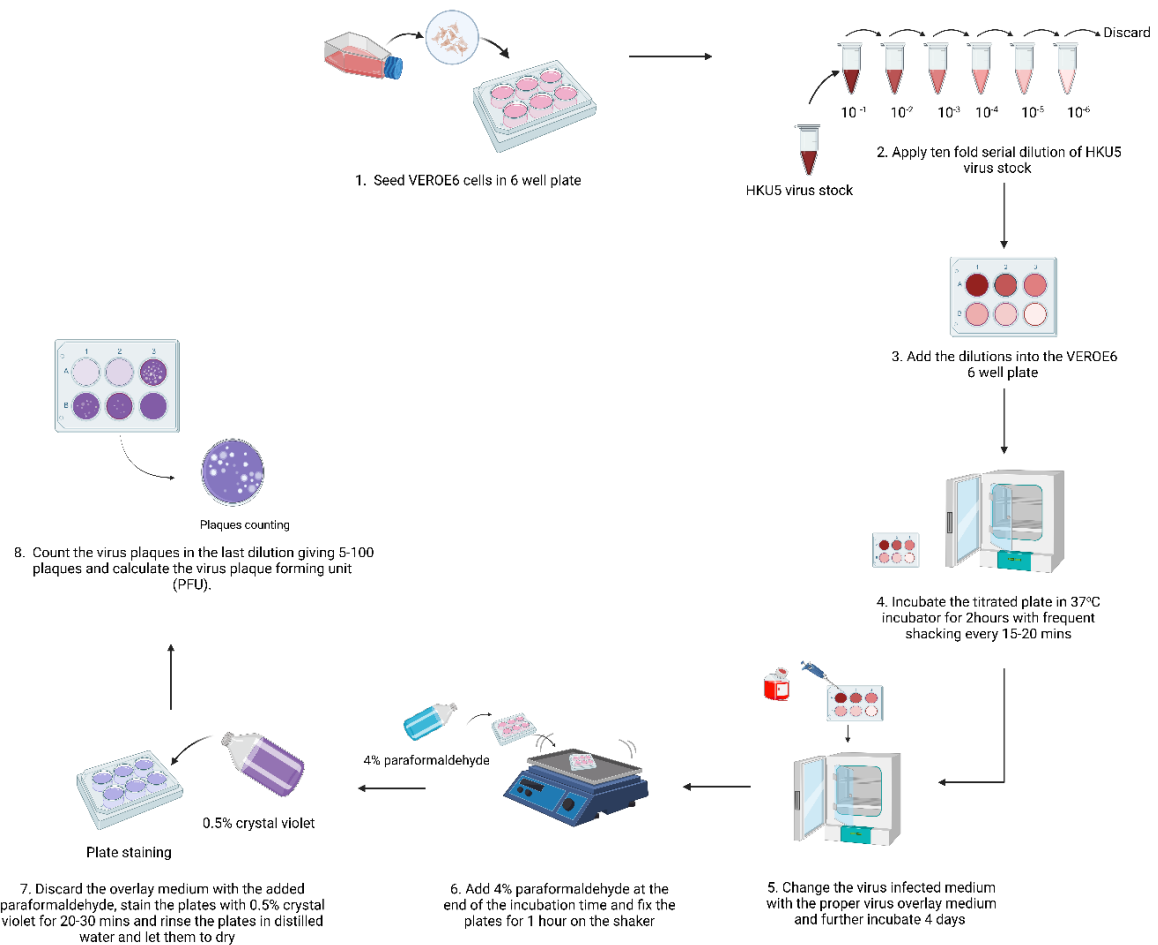 1. Seed VEROE6 cells in 6 well plate
Discard
10⁻¹ 10⁻² 10⁻³ 10⁻⁴ 10⁻⁵ 10⁻⁶
HKU5 virus stock
2. Apply ten fold serial dilution of HKU5
virus stock
1 2 3
A
B
3. Add the dilutions into the VEROE6
6 well plate
4. Incubate the titrated plate in 37ºC
incubator for 2hours with frequent
shacking every 15-20 mins
5. Change the virus infected medium
with the proper virus overlay medium
and further incubate 4 days
4% paraformaldehyde
6. Add 4% paraformaldehyde at the
end of the incubation time and fix the
plates for 1 hour on the shaker
0.5% crystal violet
Plate staining
7. Discard the overlay medium with the added
paraformaldehyde, stain the plates with 0.5% crystal
violet for 20-30 mins and rinse the plates in distilled
water and let them to dry
1 2 3
A
B
Plaques counting
8. Count the virus plaques in the last dilution giving 5-100
plaques and calculate the virus plaque forming unit
(PFU).